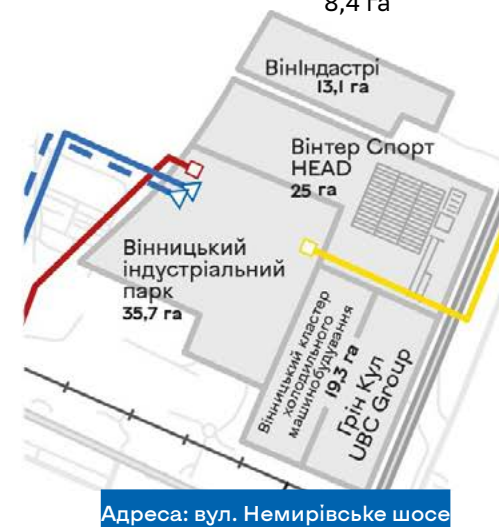 8,4 га
ВінІндастрі
13,1 га
Вінтер Спорт
HEAD
25 га
Вінницький
індустріальний
парк
35,7 га
Вінницький кластер
холодильного
машинобудування
19,3 га
Грін Кул
UBC Group
Адреса: вул. Немирівське шосе